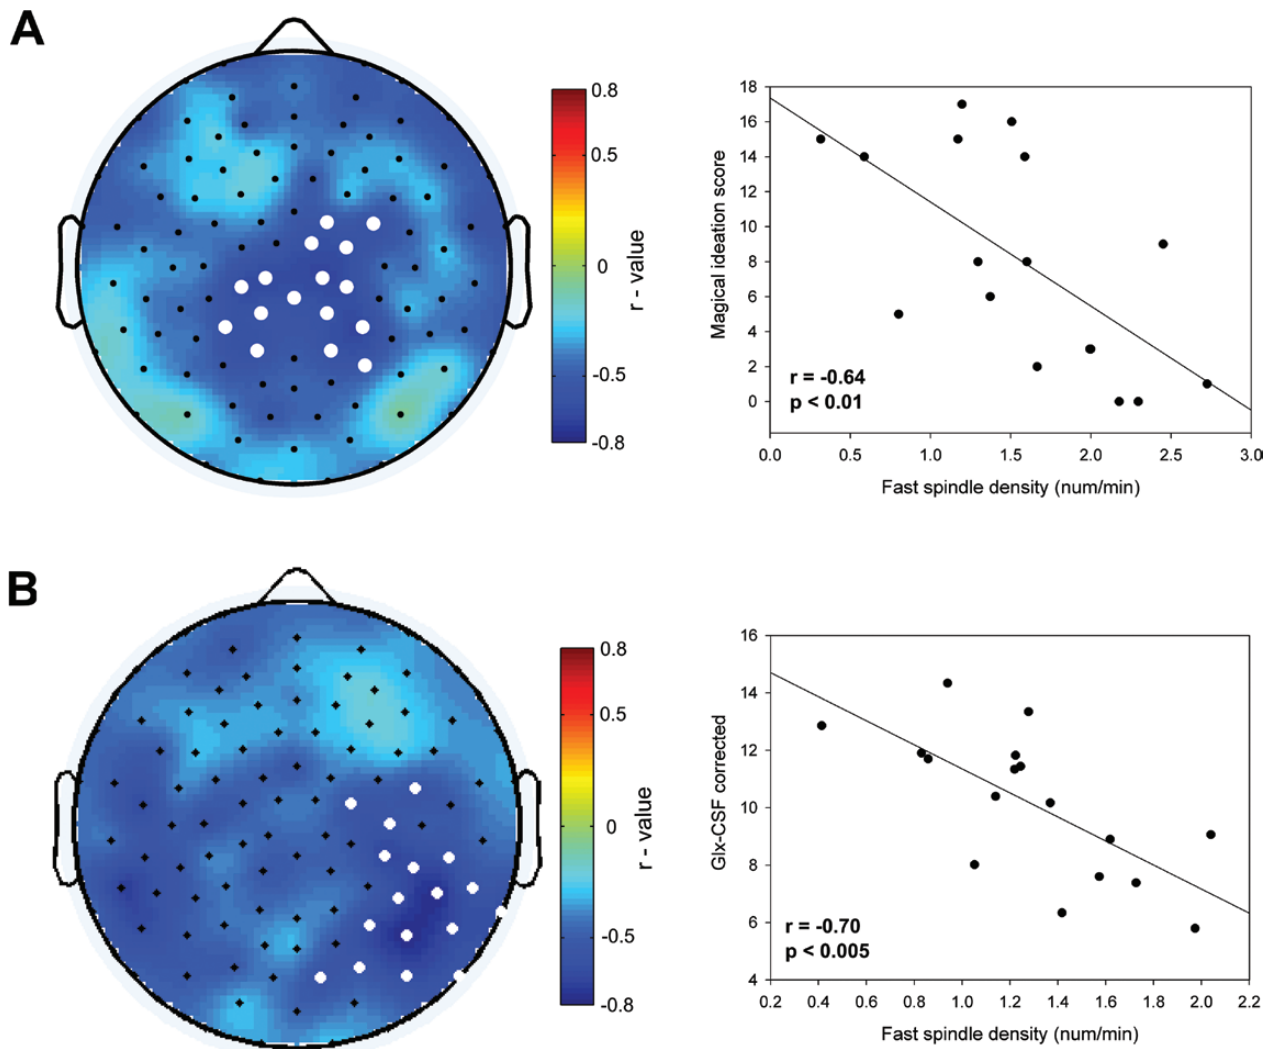 A
0.8
0.5
0
-0.5
-0.8
r - value
18
16
14
12
10
8
6
4
2
0
Magical ideation score
r = -0.64
p < 0.01
0.0 0.5 1.0 1.5 2.0 2.5 3.0
Fast spindle density (num/min)
B
0.8
0.5
0
-0.5
-0.8
r - value
16
14
12
10
8
6
4
Glx-CSF corrected
r = -0.70
p < 0.005
0.2 0.4 0.6 0.8 1.0 1.2 1.4 1.6 1.8 2.0 2.2
Fast spindle density (num/min)